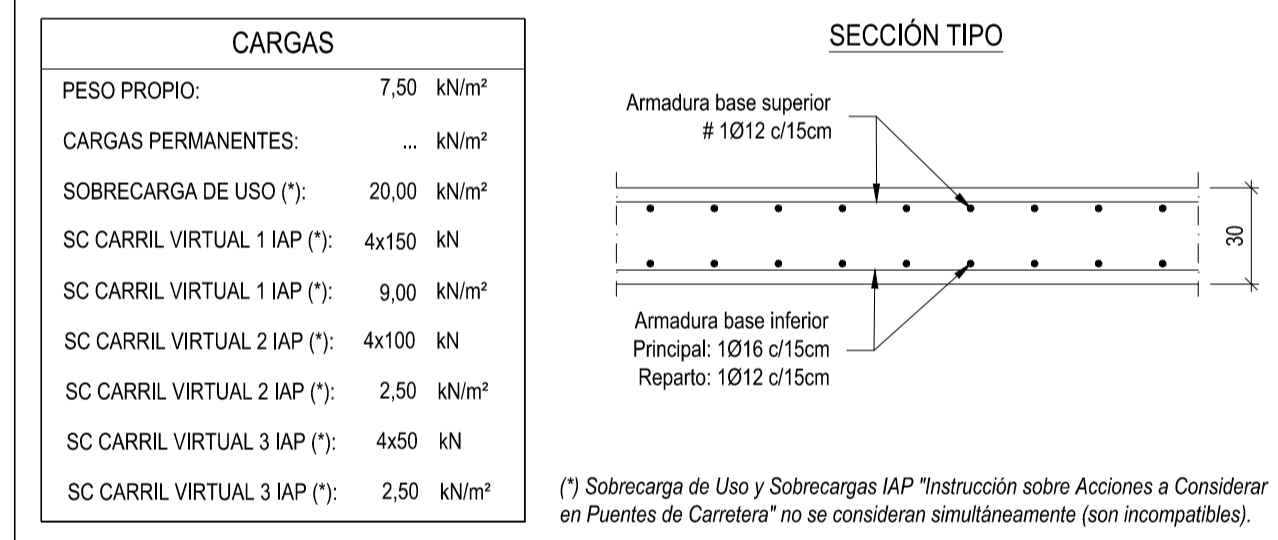 CARGAS
PESO PROPIO: 7,50 kN/m²
CARGAS PERMANENTES: ... kN/m²
SOBRECARGA DE USO (*): 20,00 kN/m²
SC CARRIL VIRTUAL 1 IAP (*): 4x150 kN
SC CARRIL VIRTUAL 1 IAP (*): 9,00 kN/m²
SC CARRIL VIRTUAL 2 IAP (*): 4x100 kN
SC CARRIL VIRTUAL 2 IAP (*): 2,50 kN/m²
SC CARRIL VIRTUAL 3 IAP (*): 4x50 kN
SC CARRIL VIRTUAL 3 IAP (*): 2,50 kN/m²
SECCIÓN TIPO
Armadura base superior
# 1Ø12 c/15cm
30
Armadura base inferior
Principal: 1Ø16 c/15cm
Reparto: 1Ø12 c/15cm
(*) Sobrecarga de Uso y Sobrecargas IAP "Instrucción sobre Acciones a Considerar
en Puentes de Carretera" no se consideran simultáneamente (son incompatibles).